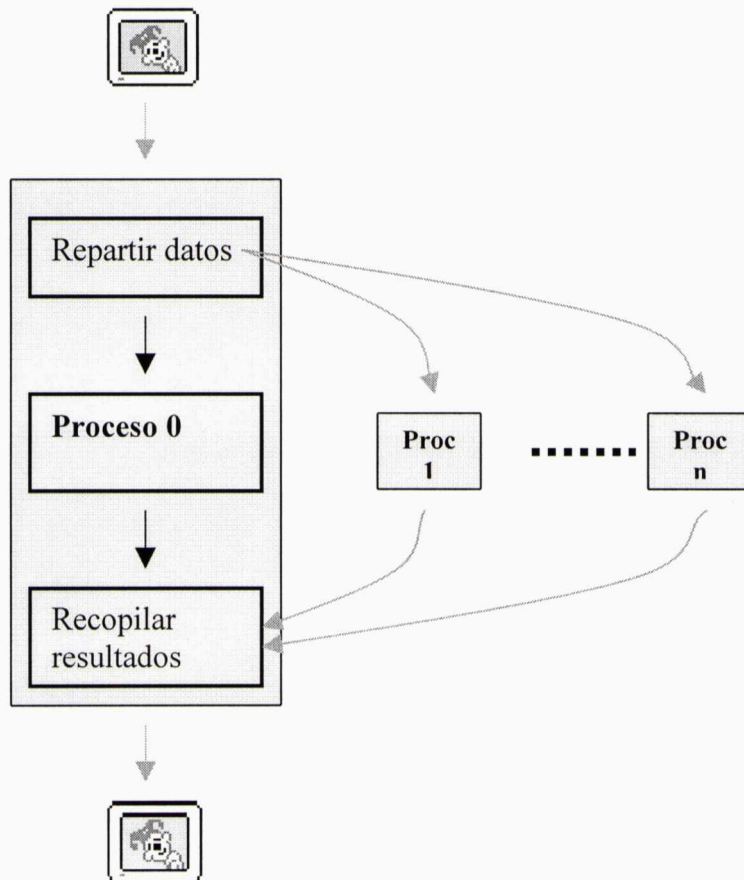 Repartir datos
Proceso 0
Proc
1
Proc
n
Recopilar
resultados